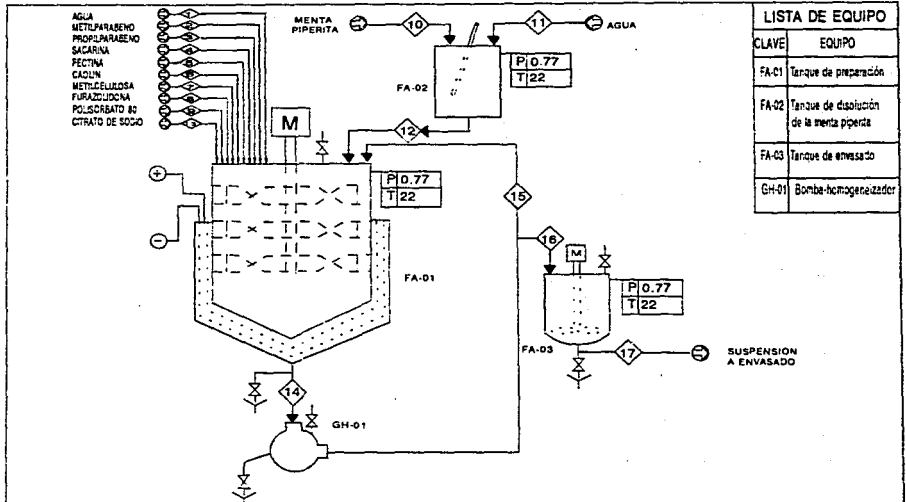 AGUA
METILPARABENO
PROPILPARABENO
SACARINA
PECTINA
CAOLIN
METILCELULOSA
FURAZOLIDONA
POLISORBATO 80
CITRATO DE SODIO
MENTA
PIPERITA
10
11
AGUA
FA-02
P 0.77
T 22
12
M
P 0.77
T 22
+
−
FA-01
15
16
M
P 0.77
T 22
FA-03
17
SUSPENSION
A ENVASADO
14
GH-01
LISTA DE EQUIPO
CLAVE EQUIPO
FA-01 Tanque de preparación
FA-02 Tanque de disolución
de la menta piperita
FA-03 Tanque de envasado
GH-01 Bomba-homogeneizador